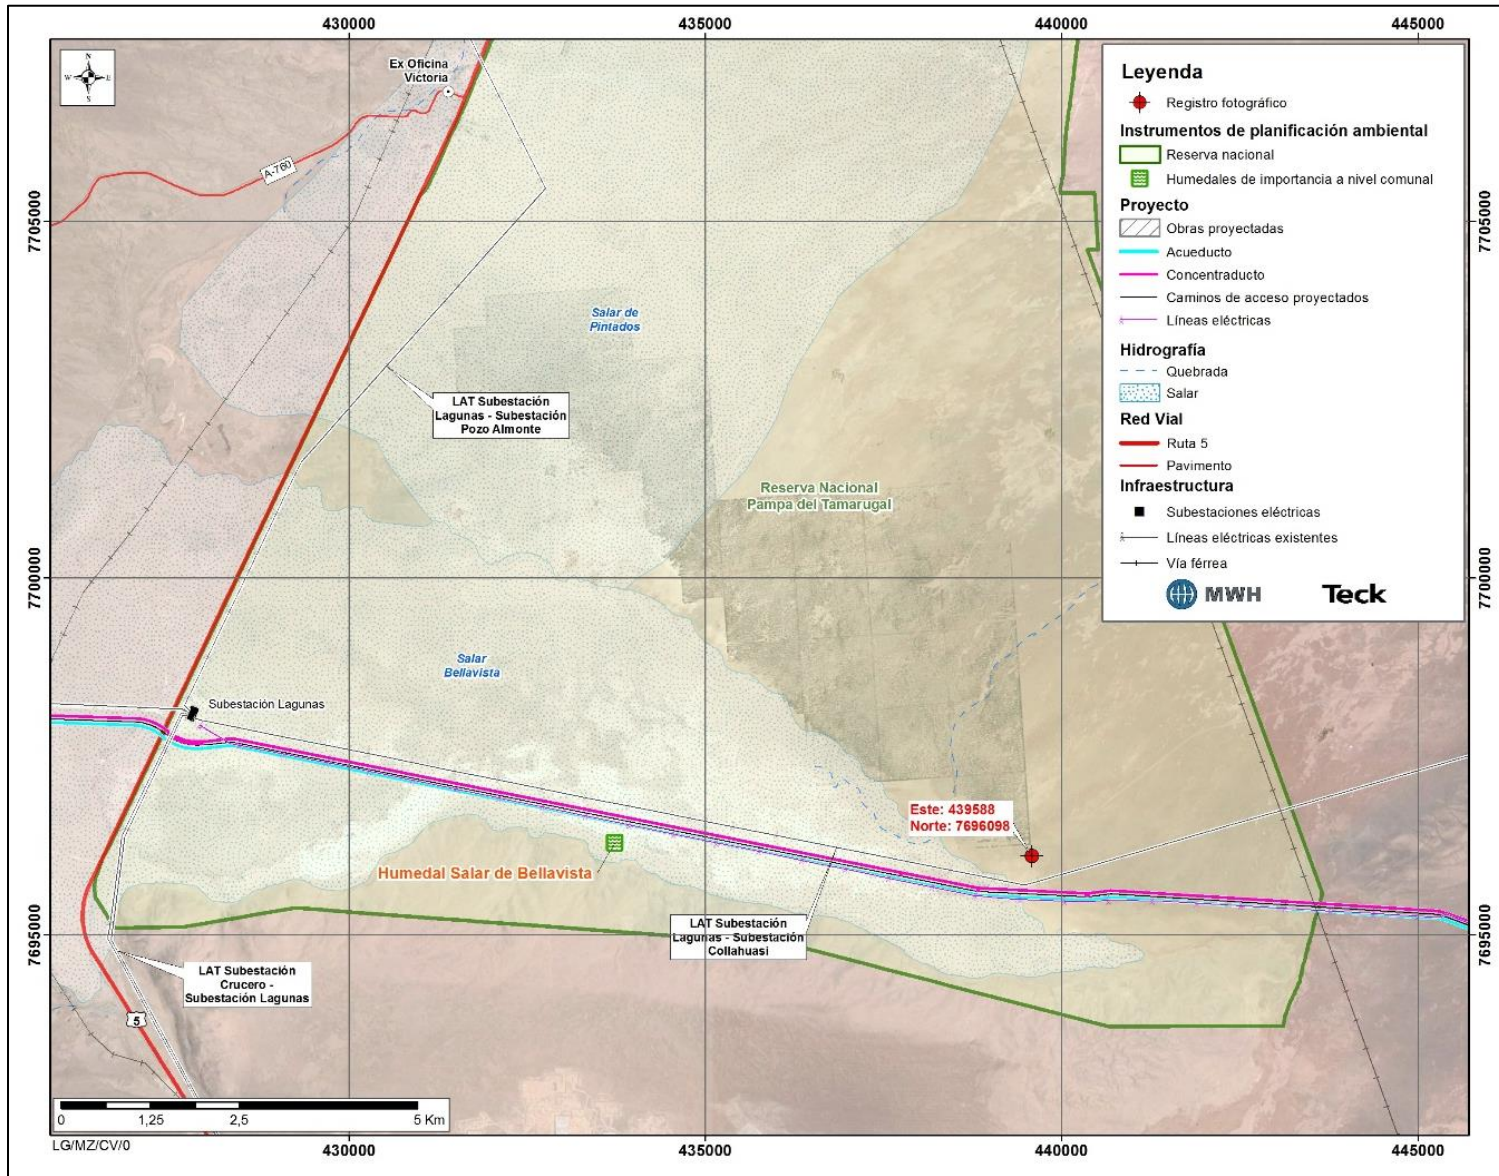 430000
435000
440000
445000
N
W
E
S
Ex Oficina
Victoria
A-760
7705000
7705000
Salar de
Pintados
LAT Subestación
Lagunas - Subestación
Pozo Almonte
Reserva Nacional
Pampa del Tamarugal
7700000
7700000
Salar
Bellavista
Subestación Lagunas
Este: 439588
Norte: 7696098
Humedal Salar de Bellavista
LAT Subestación
Lagunas - Subestación
Collahuasi
7695000
7695000
LAT Subestación
Crucero -
Subestación Lagunas
5
0
1,25
2,5
5 Km
LG/MZ/CV/0
430000
435000
440000
445000
Leyenda
Registro fotográfico
Instrumentos de planificación ambiental
Reserva nacional
Humedales de importancia a nivel comunal
Proyecto
Obras proyectadas
Acueducto
Concentraducto
Caminos de acceso proyectados
Líneas eléctricas
Hidrografía
Quebrada
Salar
Red Vial
Ruta 5
Pavimento
Infraestructura
Subestaciones eléctricas
Líneas eléctricas existentes
Vía férrea
MWH
Teck